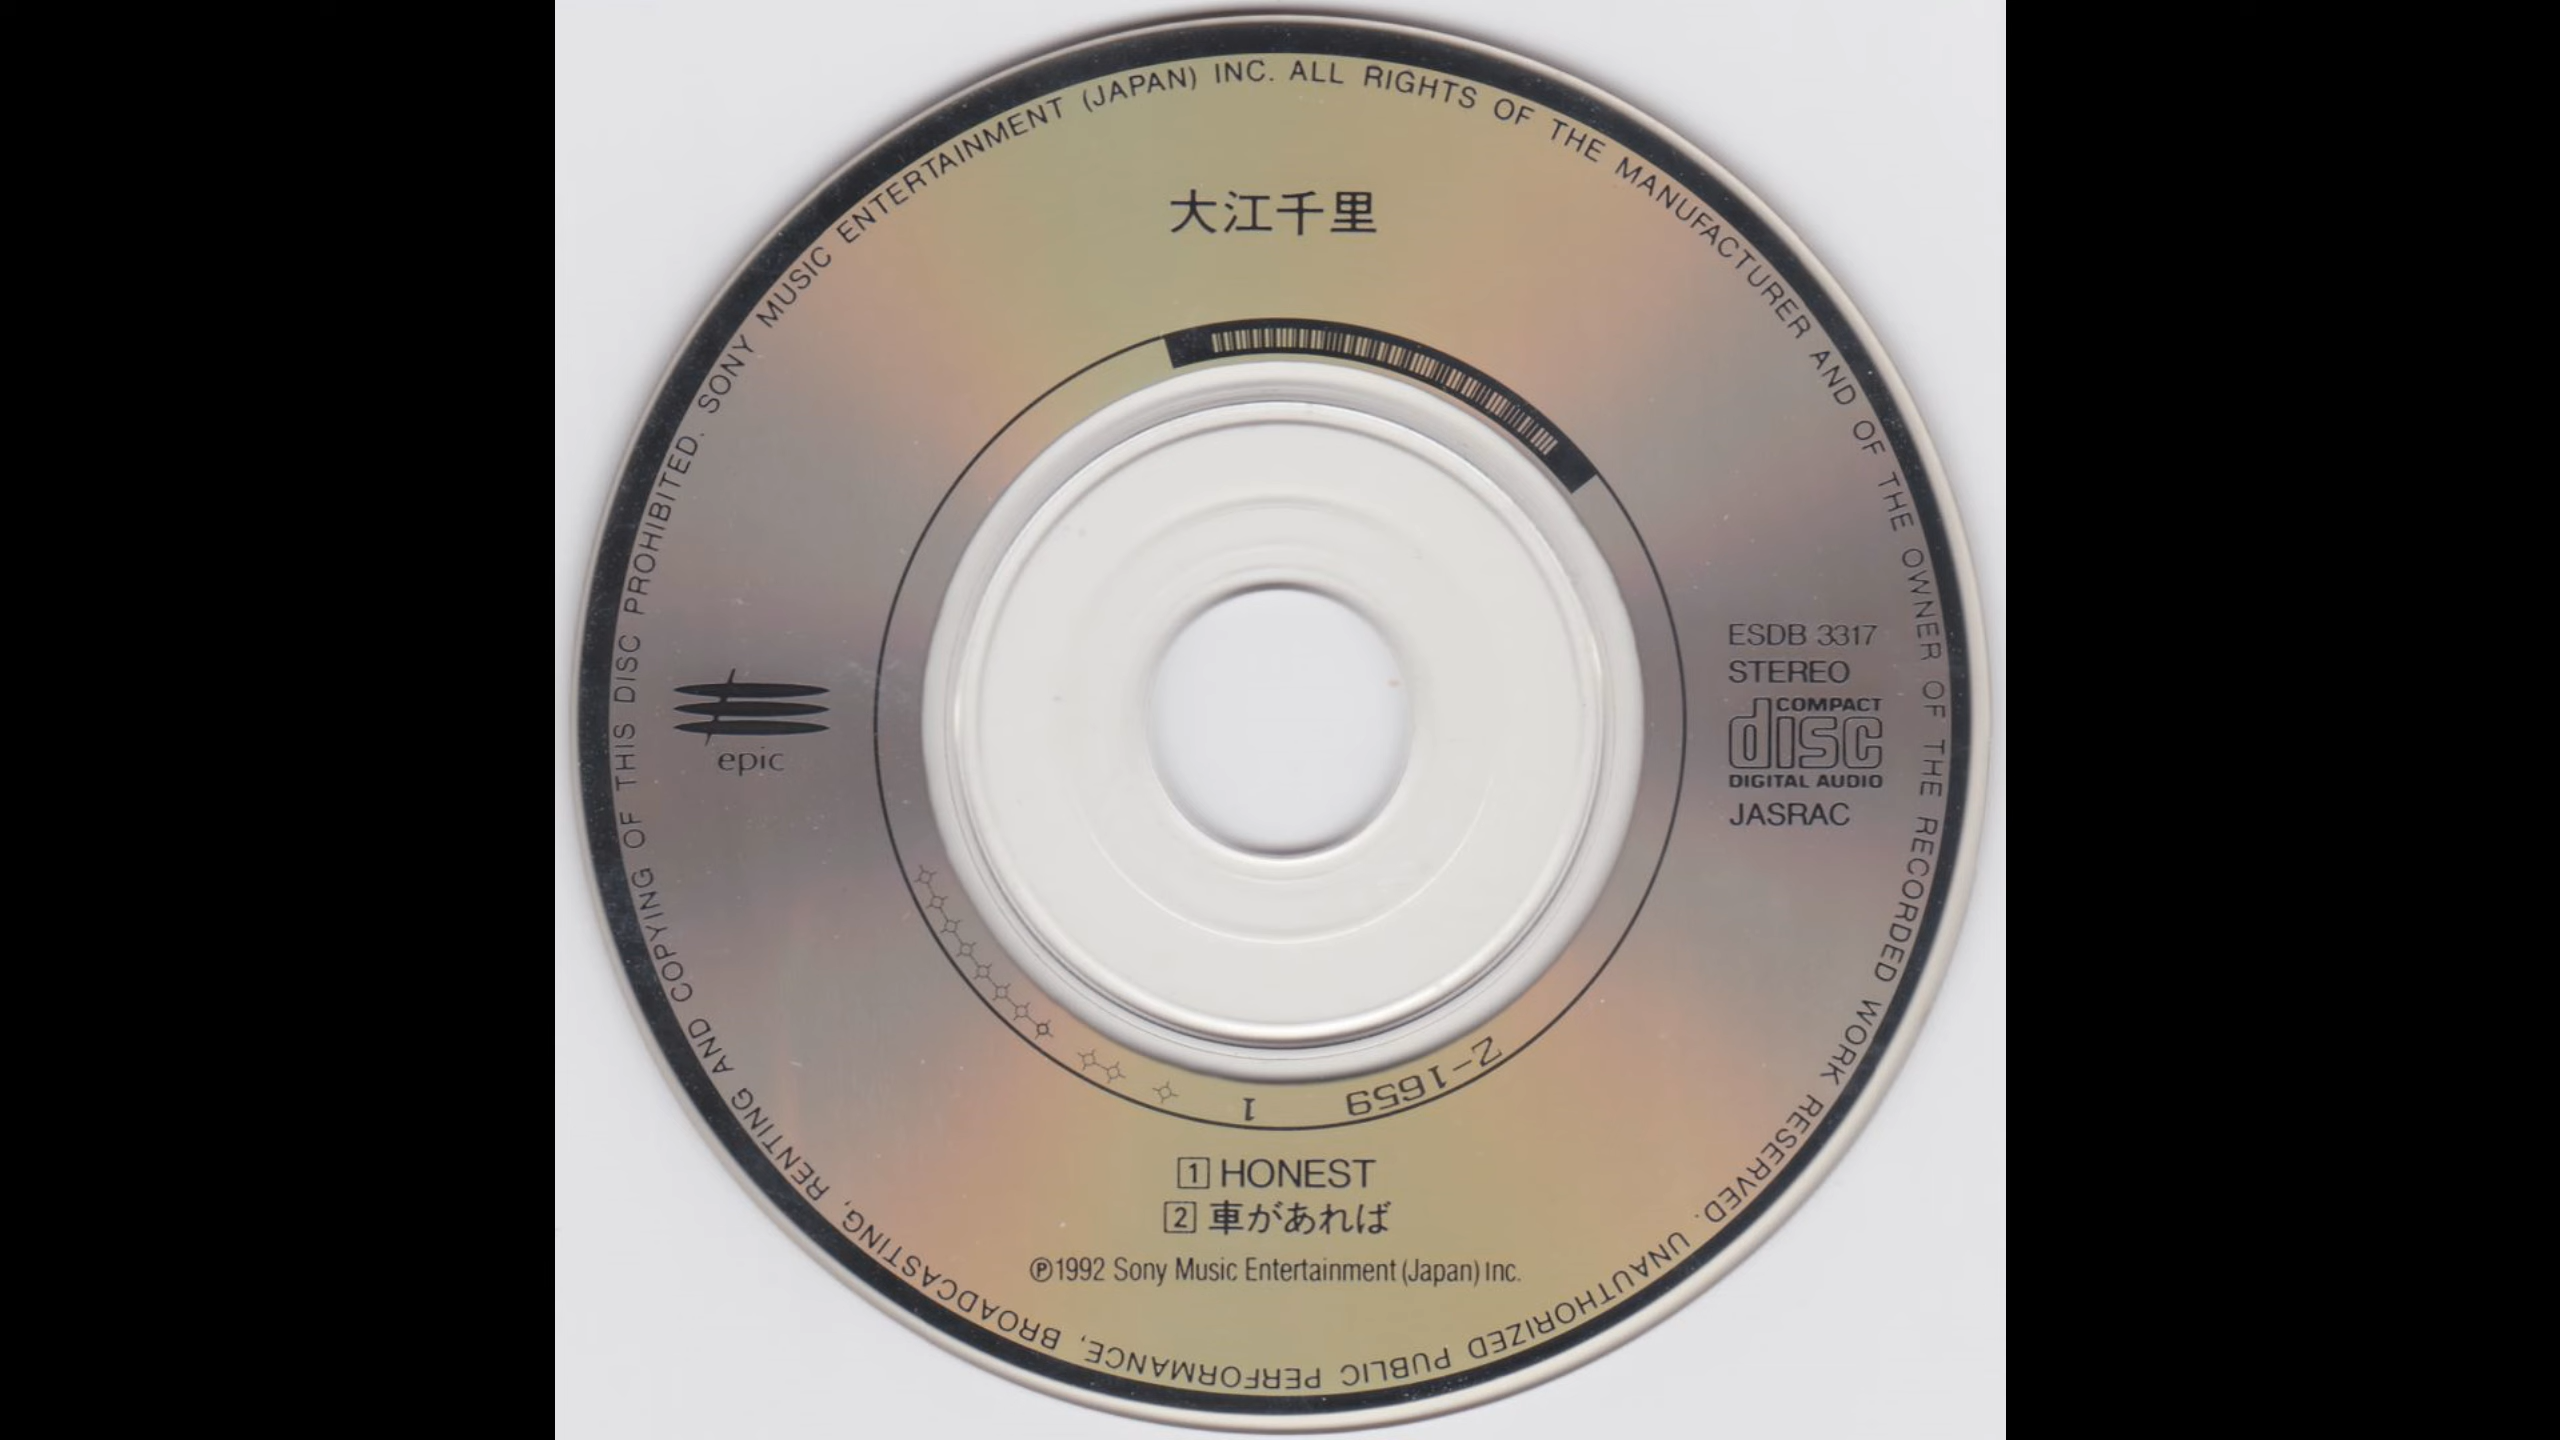 SONY MUSIC ENTERTAINMENT (JAPAN) INC. ALL RIGHTS OF THE MANUFACTURER AND OF THE OWNER OF THE RECORDED WORK RESERVED. UNAUTHORIZED PUBLIC PERFORMANCE, BROADCASTING, RENTING AND COPYING OF THIS DISC PROHIBITED.
大江千里
epic
ESDB 3317
STEREO
COMPACT
disc
DIGITAL AUDIO
JASRAC
Z-1659 1
1 HONEST
2 車があれば
Ⓟ1992 Sony Music Entertainment (Japan) Inc.